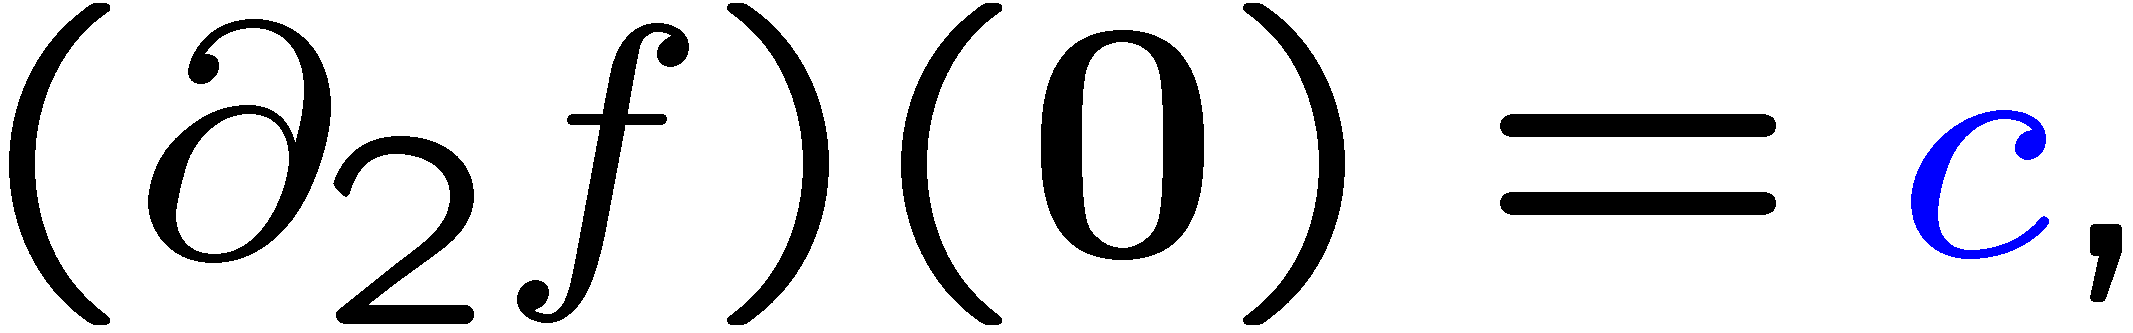 (∂₂f)(𝟎) = c,